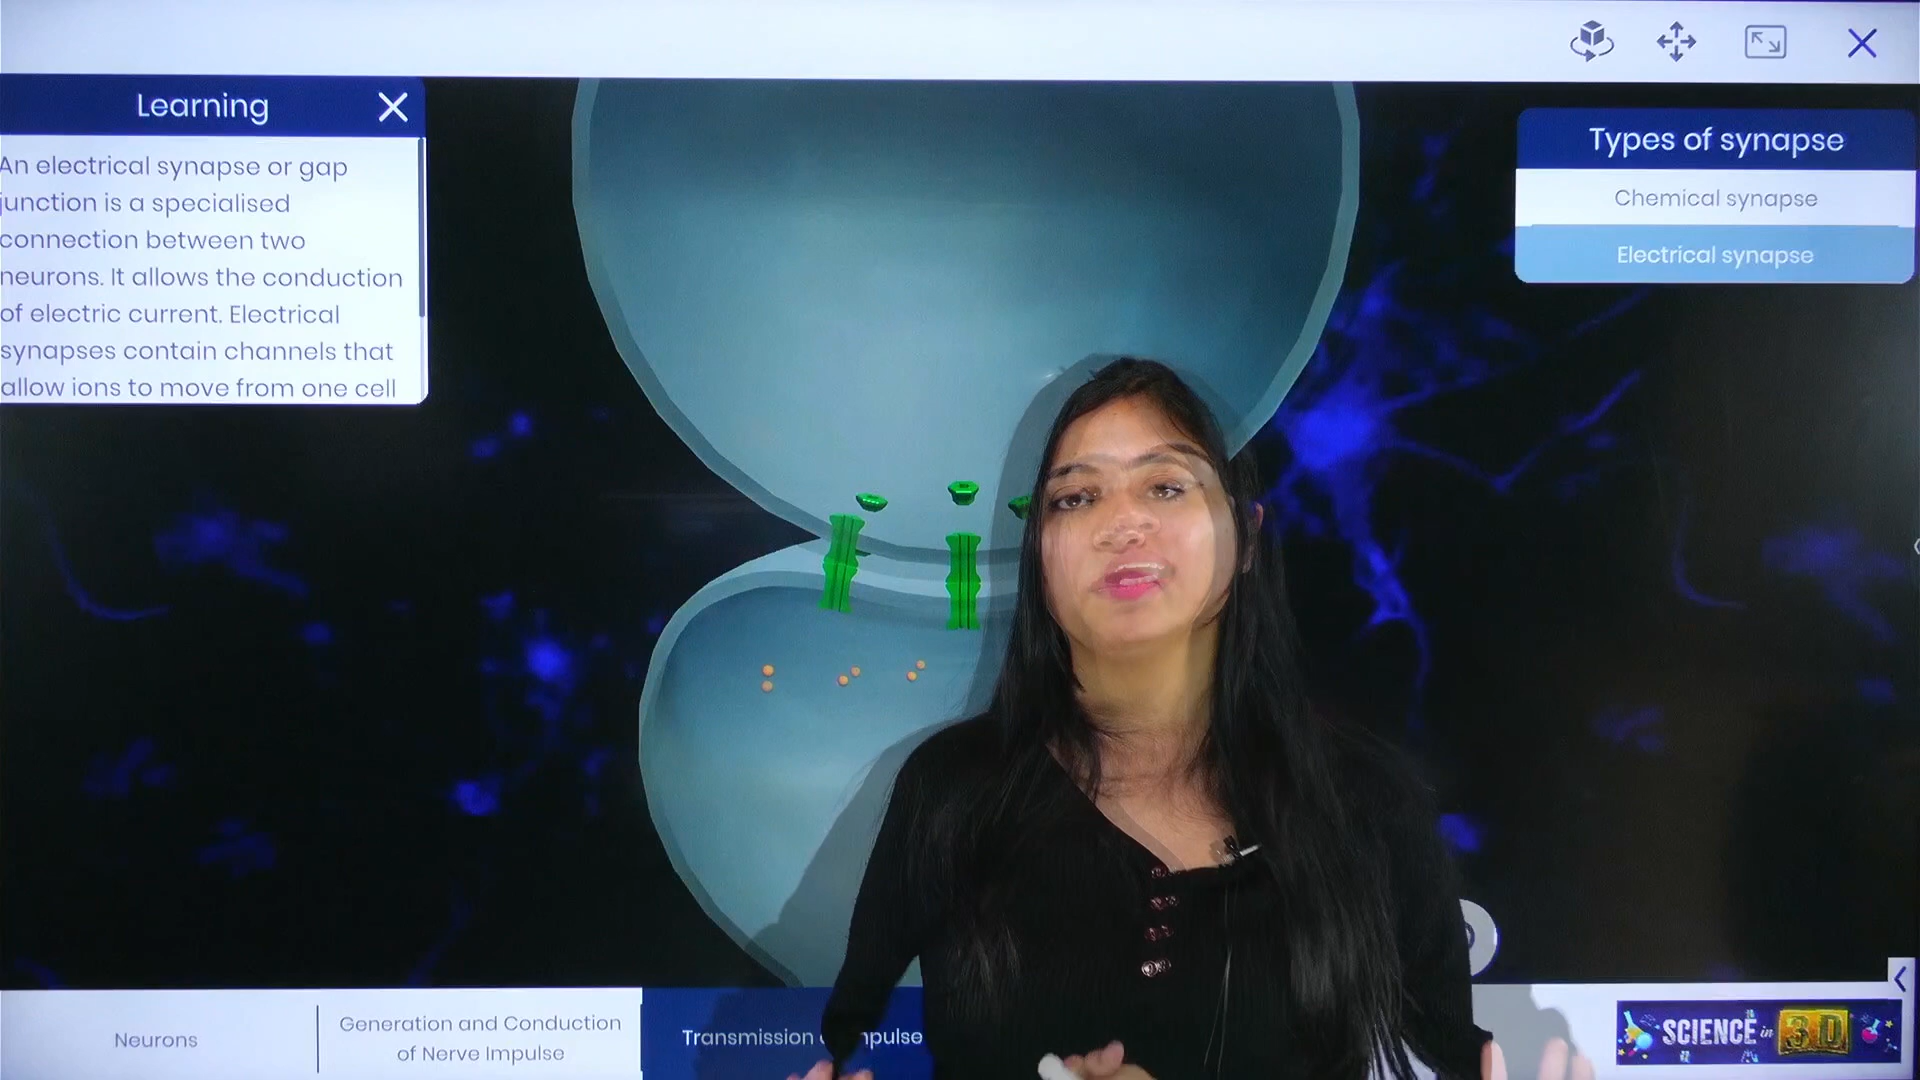 Learning
An electrical synapse or gap
junction is a specialised
connection between two
neurons. It allows the conduction
of electric current. Electrical
synapses contain channels that
allow ions to move from one cell
Types of synapse
Chemical synapse
Electrical synapse
Neurons
Generation and Conduction
of Nerve Impulse
Transmission
SCIENCE in 3D